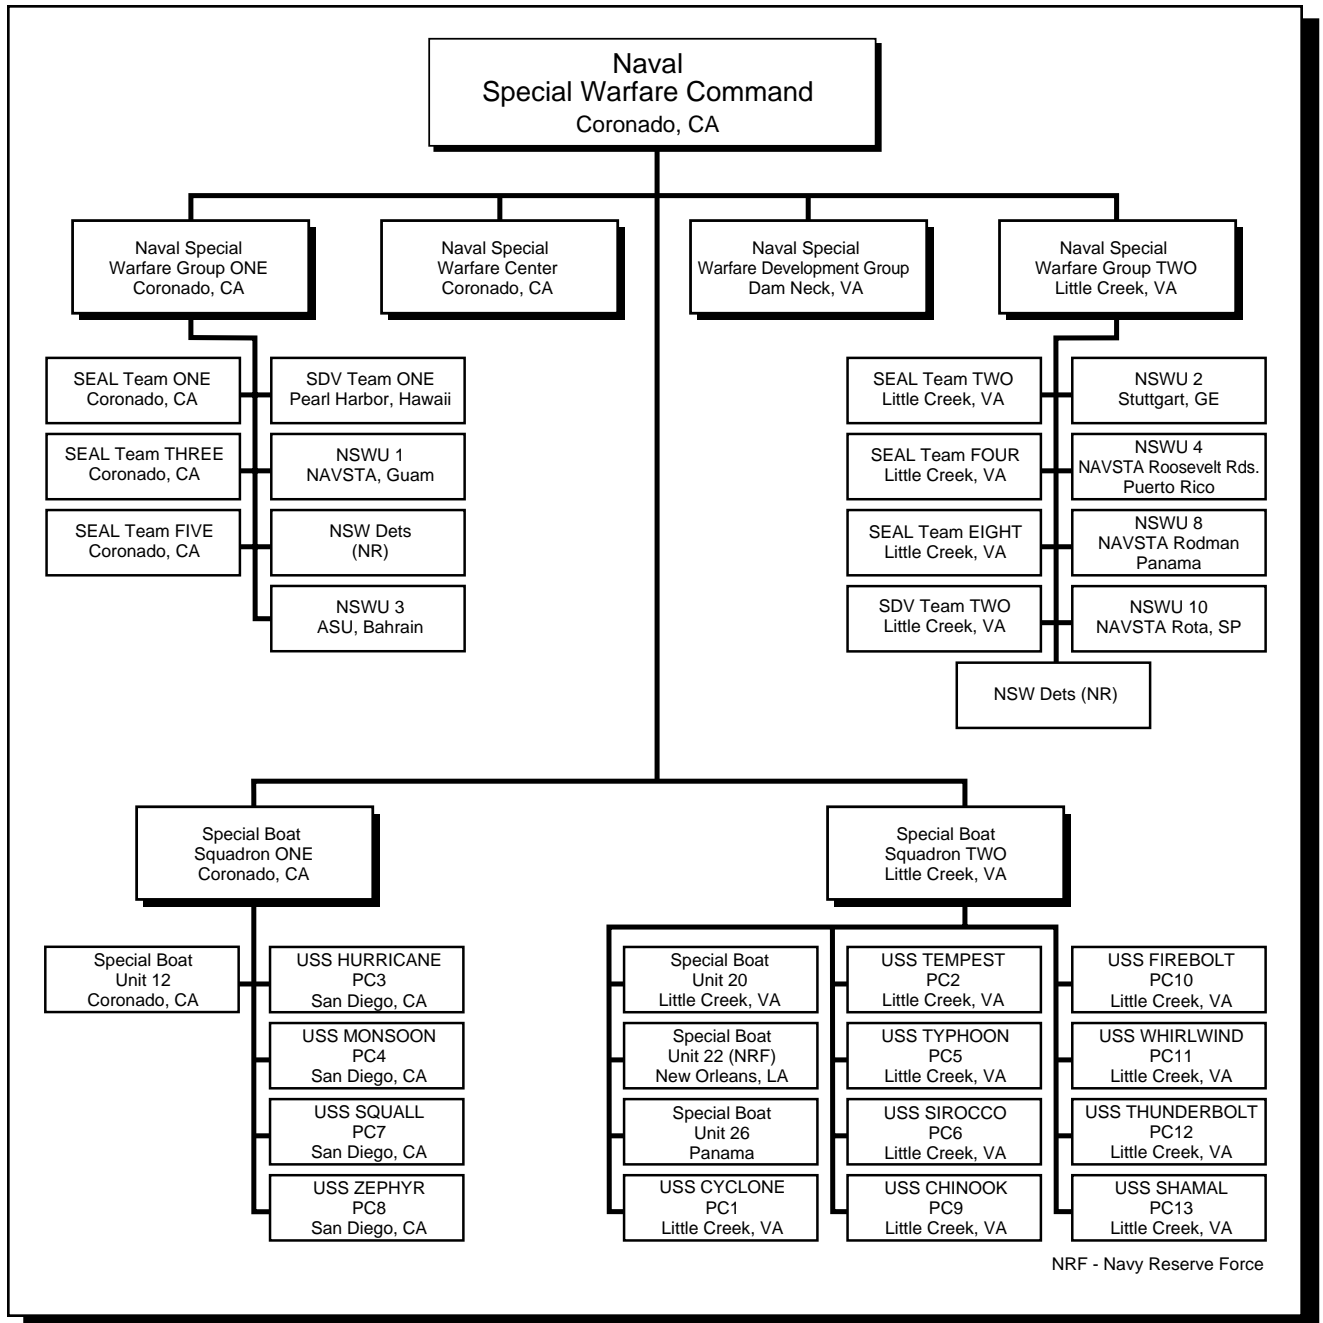 Naval
Special Warfare Command
Coronado, CA
Naval Special
Warfare Group ONE
Coronado, CA
Naval Special
Warfare Center
Coronado, CA
Naval Special
Warfare Development Group
Dam Neck, VA
Naval Special
Warfare Group TWO
Little Creek, VA
SEAL Team ONE
Coronado, CA
SDV Team ONE
Pearl Harbor, Hawaii
SEAL Team THREE
Coronado, CA
NSWU 1
NAVSTA, Guam
SEAL Team FIVE
Coronado, CA
NSW Dets
(NR)
NSWU 3
ASU, Bahrain
SEAL Team TWO
Little Creek, VA
NSWU 2
Stuttgart, GE
SEAL Team FOUR
Little Creek, VA
NSWU 4
NAVSTA Roosevelt Rds.
Puerto Rico
SEAL Team EIGHT
Little Creek, VA
NSWU 8
NAVSTA Rodman
Panama
SDV Team TWO
Little Creek, VA
NSWU 10
NAVSTA Rota, SP
NSW Dets (NR)
Special Boat
Squadron ONE
Coronado, CA
Special Boat
Squadron TWO
Little Creek, VA
Special Boat
Unit 12
Coronado, CA
USS HURRICANE
PC3
San Diego, CA
USS MONSOON
PC4
San Diego, CA
USS SQUALL
PC7
San Diego, CA
USS ZEPHYR
PC8
San Diego, CA
Special Boat
Unit 20
Little Creek, VA
Special Boat
Unit 22 (NRF)
New Orleans, LA
Special Boat
Unit 26
Panama
USS CYCLONE
PC1
Little Creek, VA
USS TEMPEST
PC2
Little Creek, VA
USS TYPHOON
PC5
Little Creek, VA
USS SIROCCO
PC6
Little Creek, VA
USS CHINOOK
PC9
Little Creek, VA
USS FIREBOLT
PC10
Little Creek, VA
USS WHIRLWIND
PC11
Little Creek, VA
USS THUNDERBOLT
PC12
Little Creek, VA
USS SHAMAL
PC13
Little Creek, VA
NRF - Navy Reserve Force